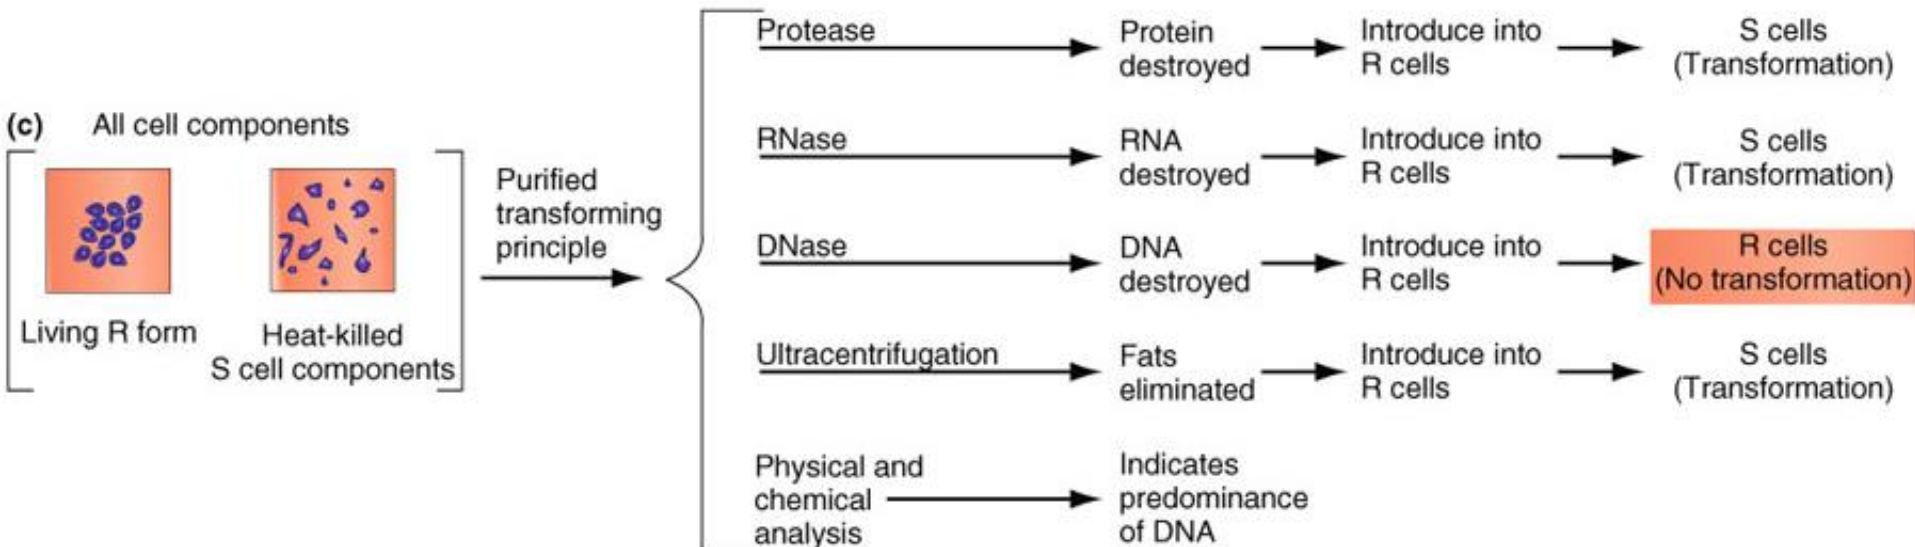 (c) All cell components
Living R form
Heat-killed
S cell components
Purified
transforming
principle
Protease
Protein
destroyed
Introduce into
R cells
S cells
(Transformation)
RNase
RNA
destroyed
Introduce into
R cells
S cells
(Transformation)
DNase
DNA
destroyed
Introduce into
R cells
R cells
(No transformation)
Ultracentrifugation
Fats
eliminated
Introduce into
R cells
S cells
(Transformation)
Physical and
chemical
analysis
Indicates
predominance
of DNA